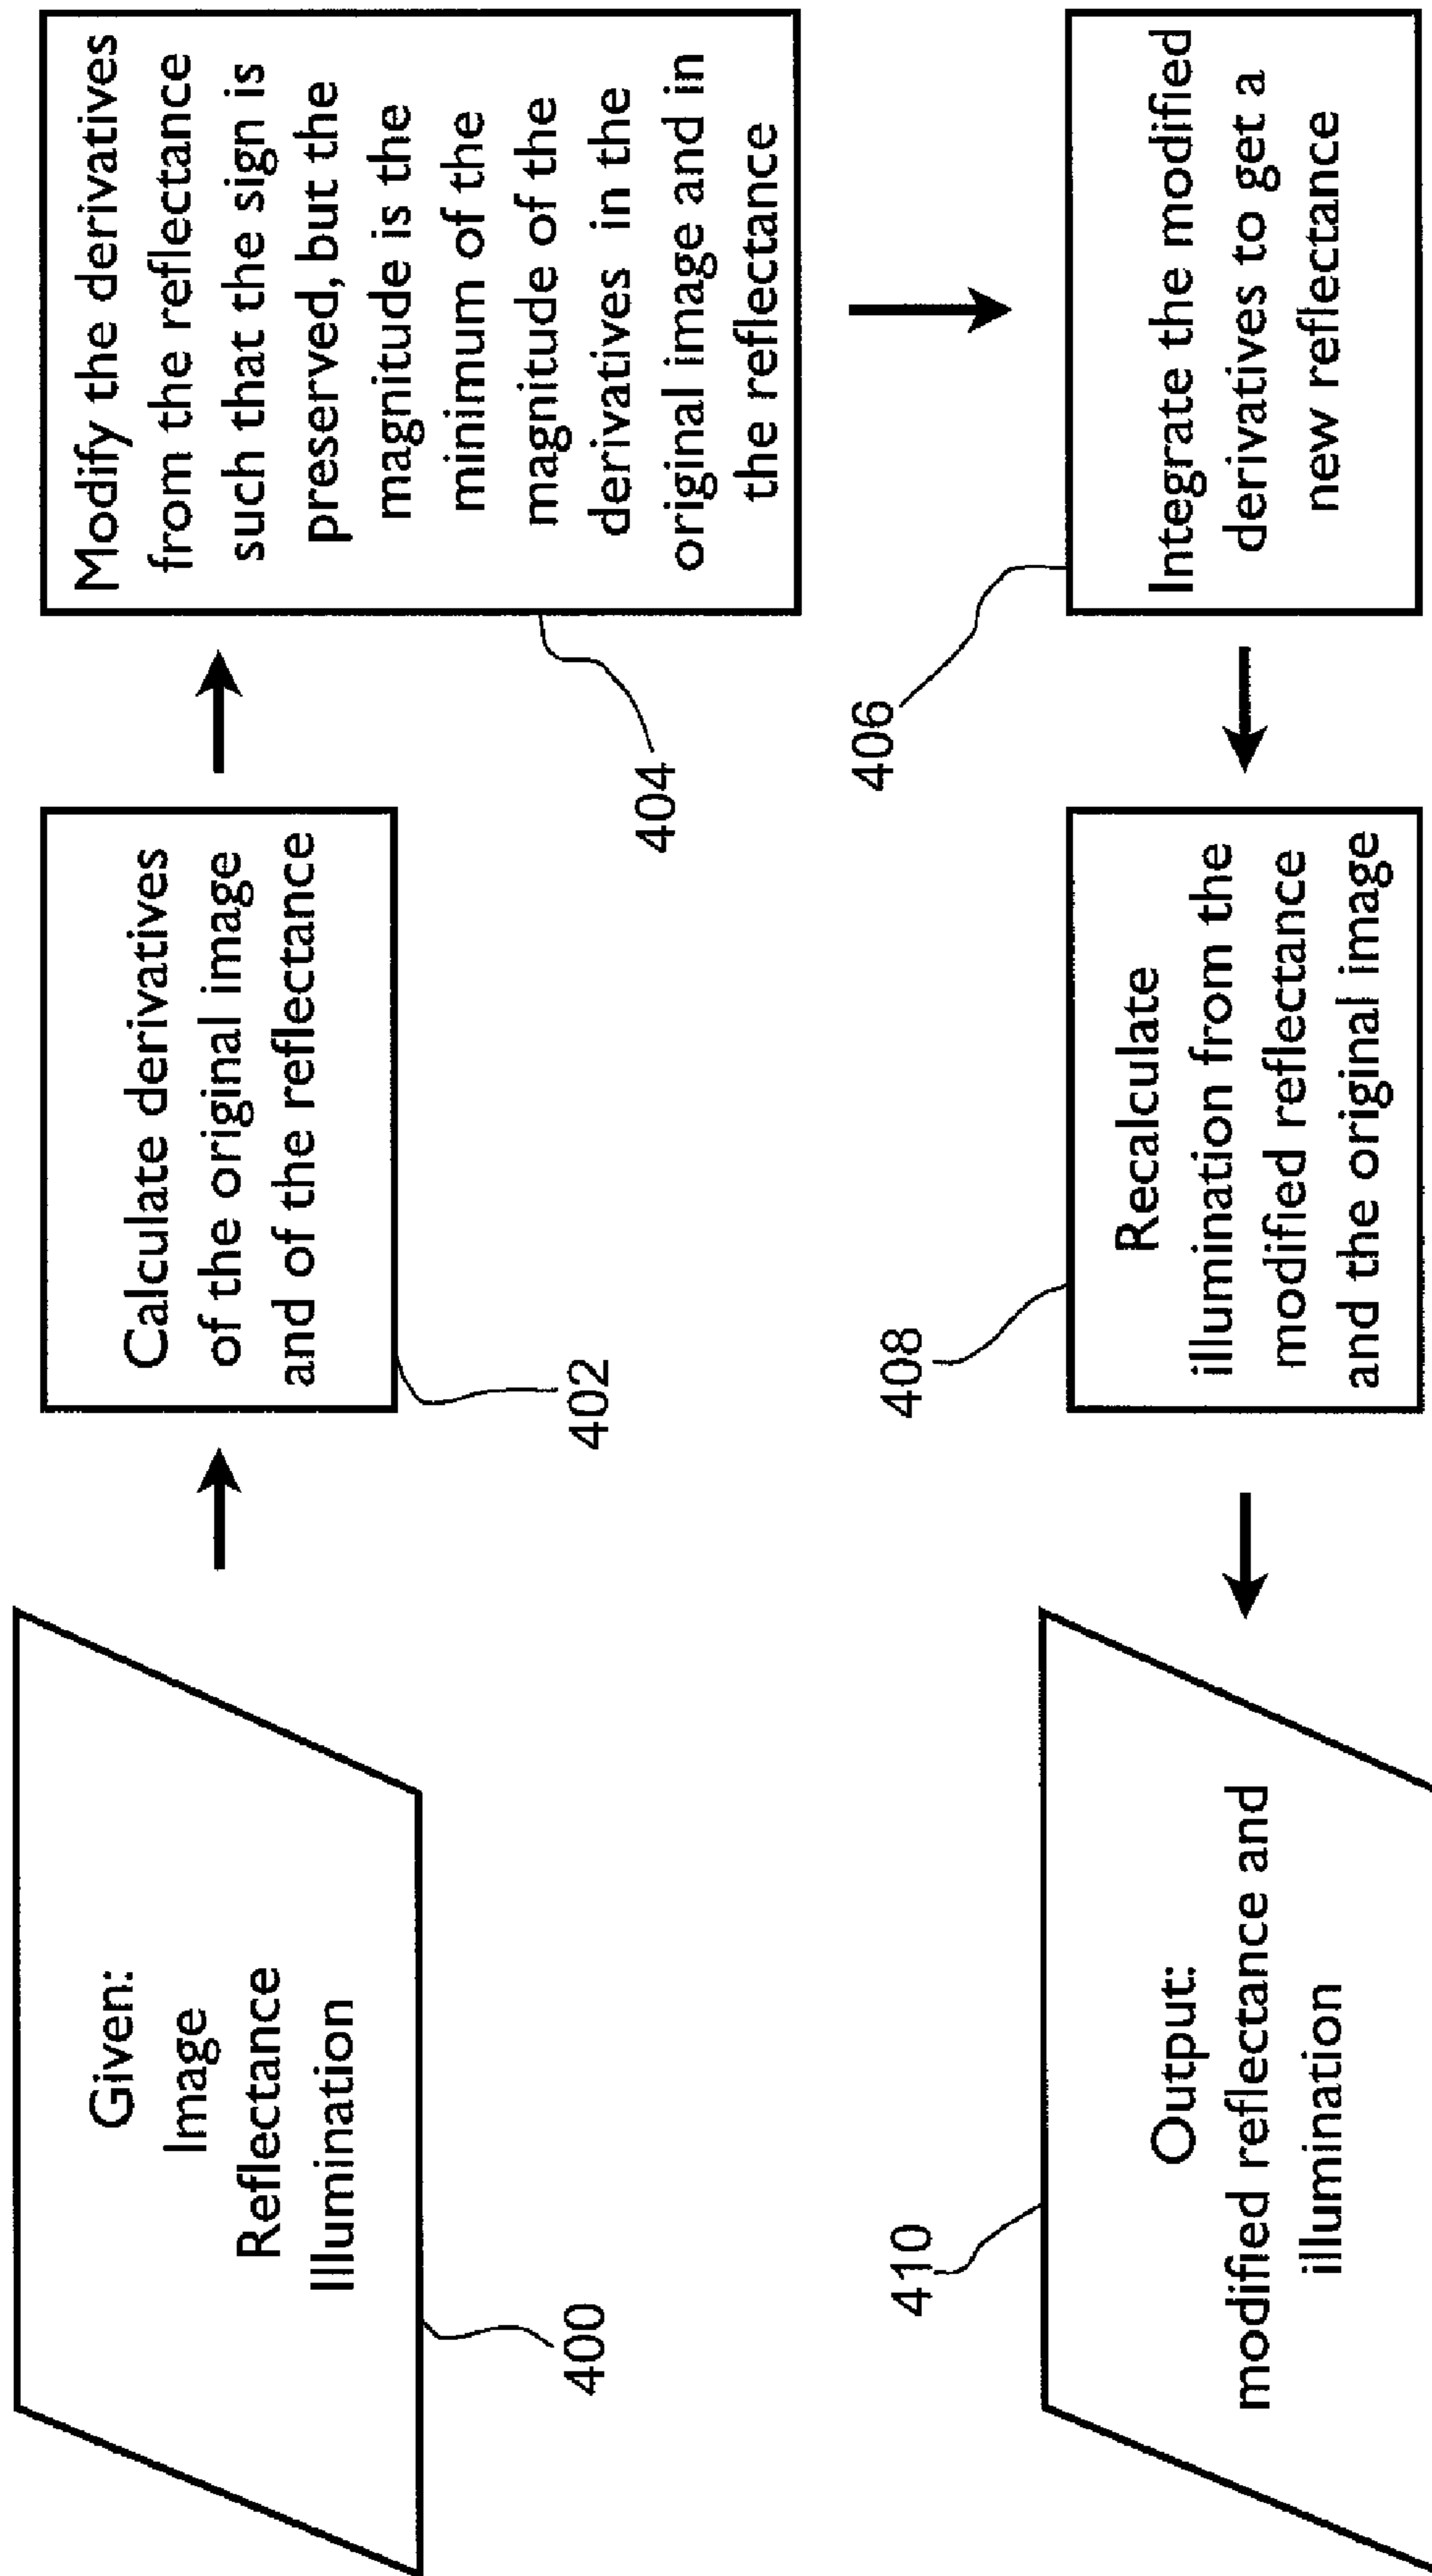 Given:
Image
Reflectance
Illumination
400
Calculate derivatives
of the original image
and of the reflectance
402
Modify the derivatives
from the reflectance
such that the sign is
preserved, but the
magnitude is the
minimum of the
magnitude of the
derivatives in the
original image and in
the reflectance
404
Integrate the modified
derivatives to get a
new reflectance
406
Recalculate
illumination from the
modified reflectance
and the original image
408
Output:
modified reflectance and
illumination
410